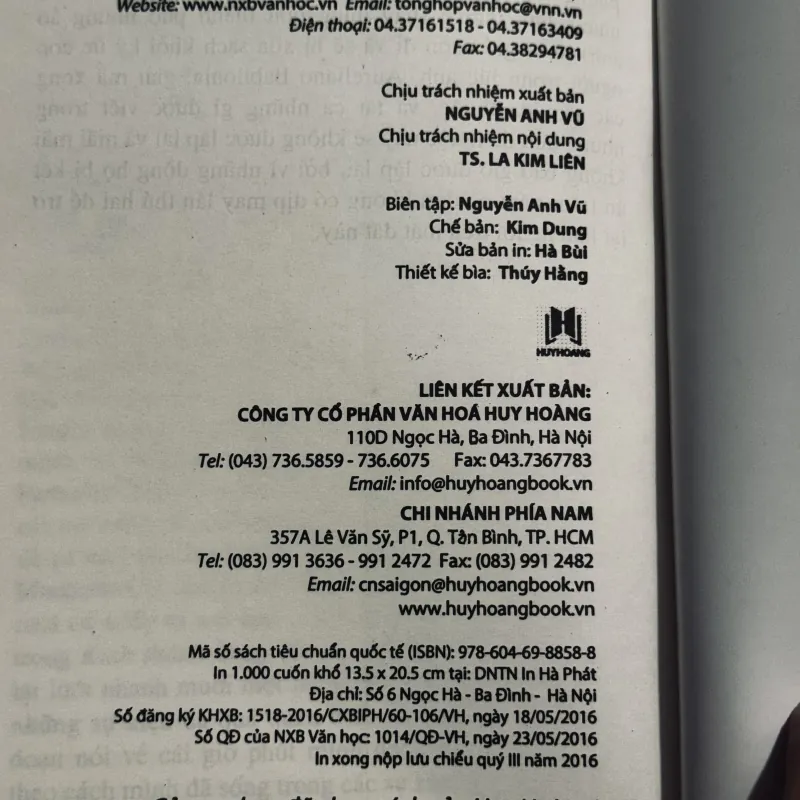 Website: www.nxbvanhoc.vn Email: tonghopvanhoc@vnn.vn
Điện thoại: 04.37161518 - 04.37163409
Fax: 04.38294781
Chịu trách nhiệm xuất bản
NGUYỄN ANH VŨ
Chịu trách nhiệm nội dung
TS. LA KIM LIÊN
Biên tập: Nguyễn Anh Vũ
Chế bản: Kim Dung
Sửa bản in: Hà Bùi
Thiết kế bìa: Thúy Hằng
HUYHOANG
LIÊN KẾT XUẤT BẢN:
CÔNG TY CỔ PHẦN VĂN HOÁ HUY HOÀNG
110D Ngọc Hà, Ba Đình, Hà Nội
Tel: (043) 736.5859 - 736.6075 Fax: 043.7367783
Email: info@huyhoangbook.vn
CHI NHÁNH PHÍA NAM
357A Lê Văn Sỹ, P1, Q. Tân Bình, TP. HCM
Tel: (083) 991 3636 - 991 2472 Fax: (083) 991 2482
Email: cnsaigon@huyhoangbook.vn
www.huyhoangbook.vn
Mã số sách tiêu chuẩn quốc tế (ISBN): 978-604-69-8858-8
In 1.000 cuốn khổ 13.5 x 20.5 cm tại: DNTN In Hà Phát
Địa chỉ: Số 6 Ngọc Hà - Ba Đình - Hà Nội
Số đăng ký KHXB: 1518-2016/CXBIPH/60-106/VH, ngày 18/05/2016
Số QĐ của NXB Văn học: 1014/QĐ-VH, ngày 23/05/2016
In xong nộp lưu chiểu quý III năm 2016